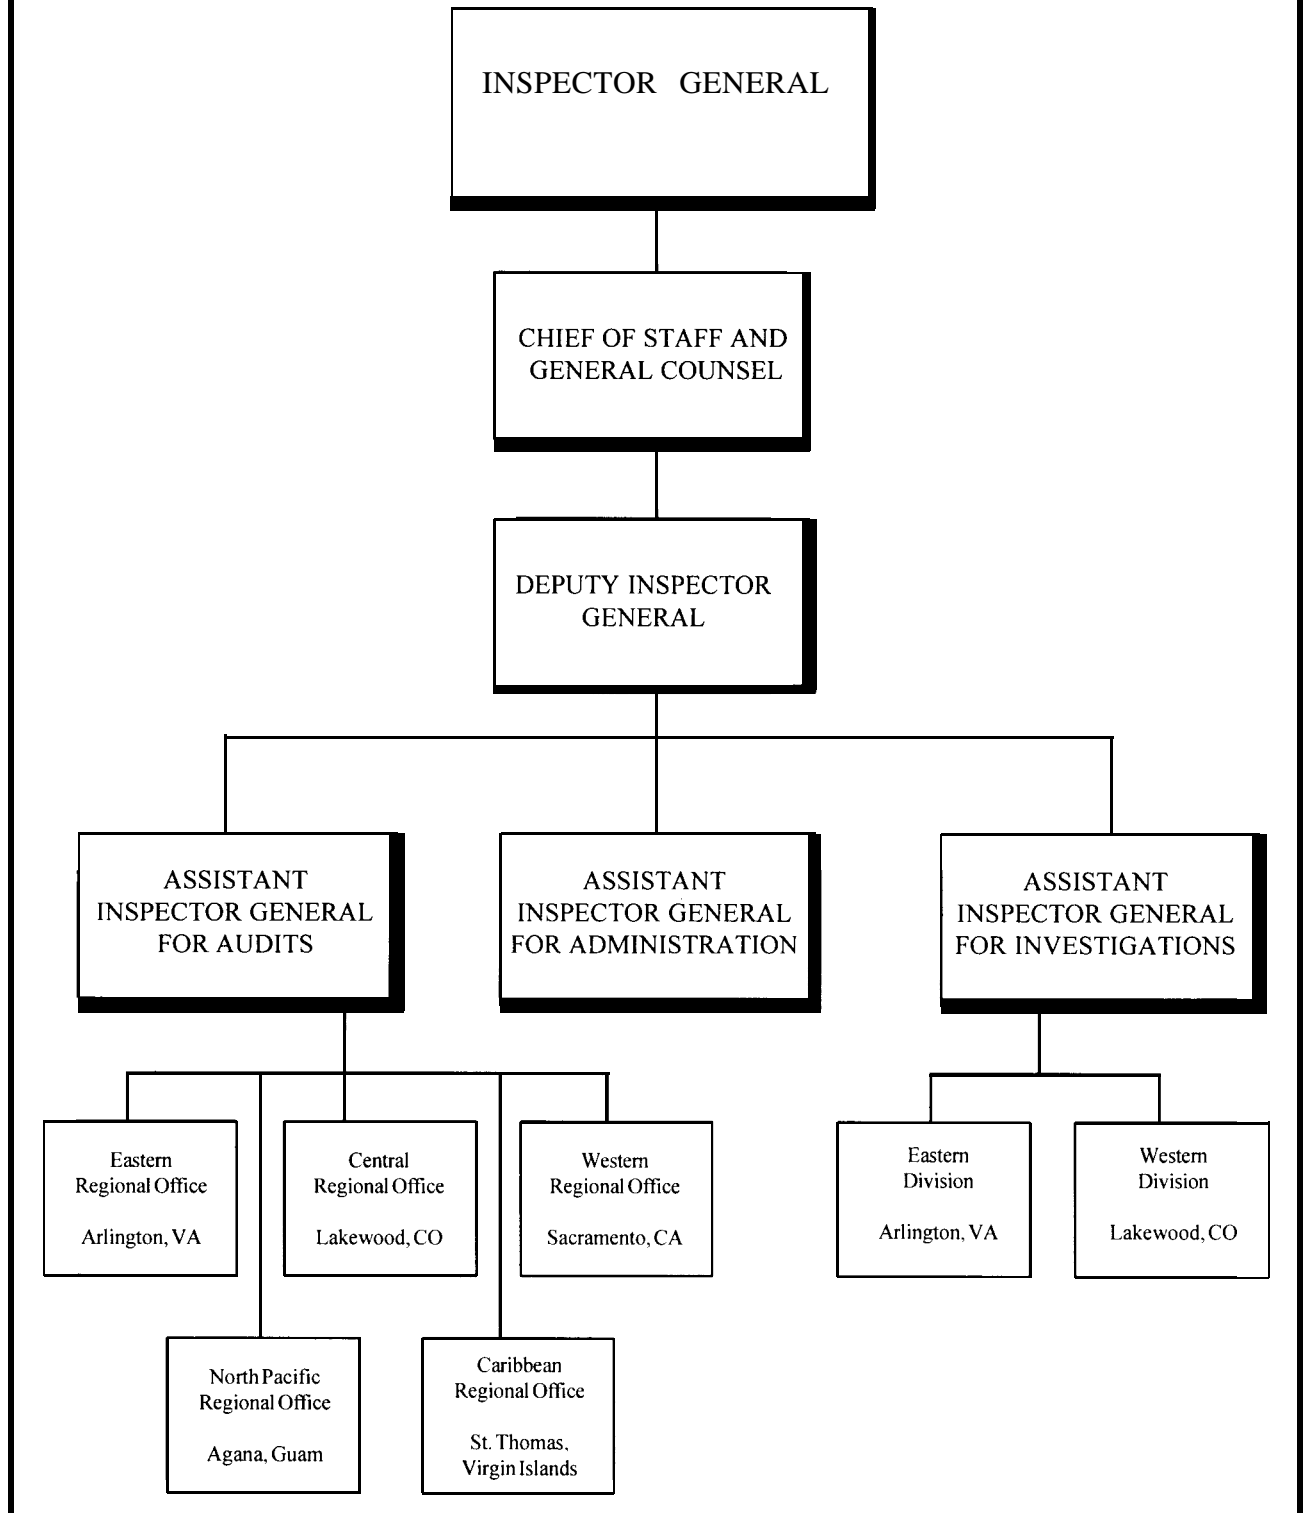 INSPECTOR GENERAL
CHIEF OF STAFF AND
GENERAL COUNSEL
DEPUTY INSPECTOR
GENERAL
ASSISTANT
INSPECTOR GENERAL
FOR AUDITS
ASSISTANT
INSPECTOR GENERAL
FOR ADMINISTRATION
ASSISTANT
INSPECTOR GENERAL
FOR INVESTIGATIONS
Eastern
Regional Office
Arlington, VA
Central
Regional Office
Lakewood, CO
Western
Regional Office
Sacramento, CA
Eastern
Division
Arlington, VA
Western
Division
Lakewood, CO
North Pacific
Regional Office
Agana, Guam
Caribbean
Regional Office
St. Thomas,
Virgin Islands